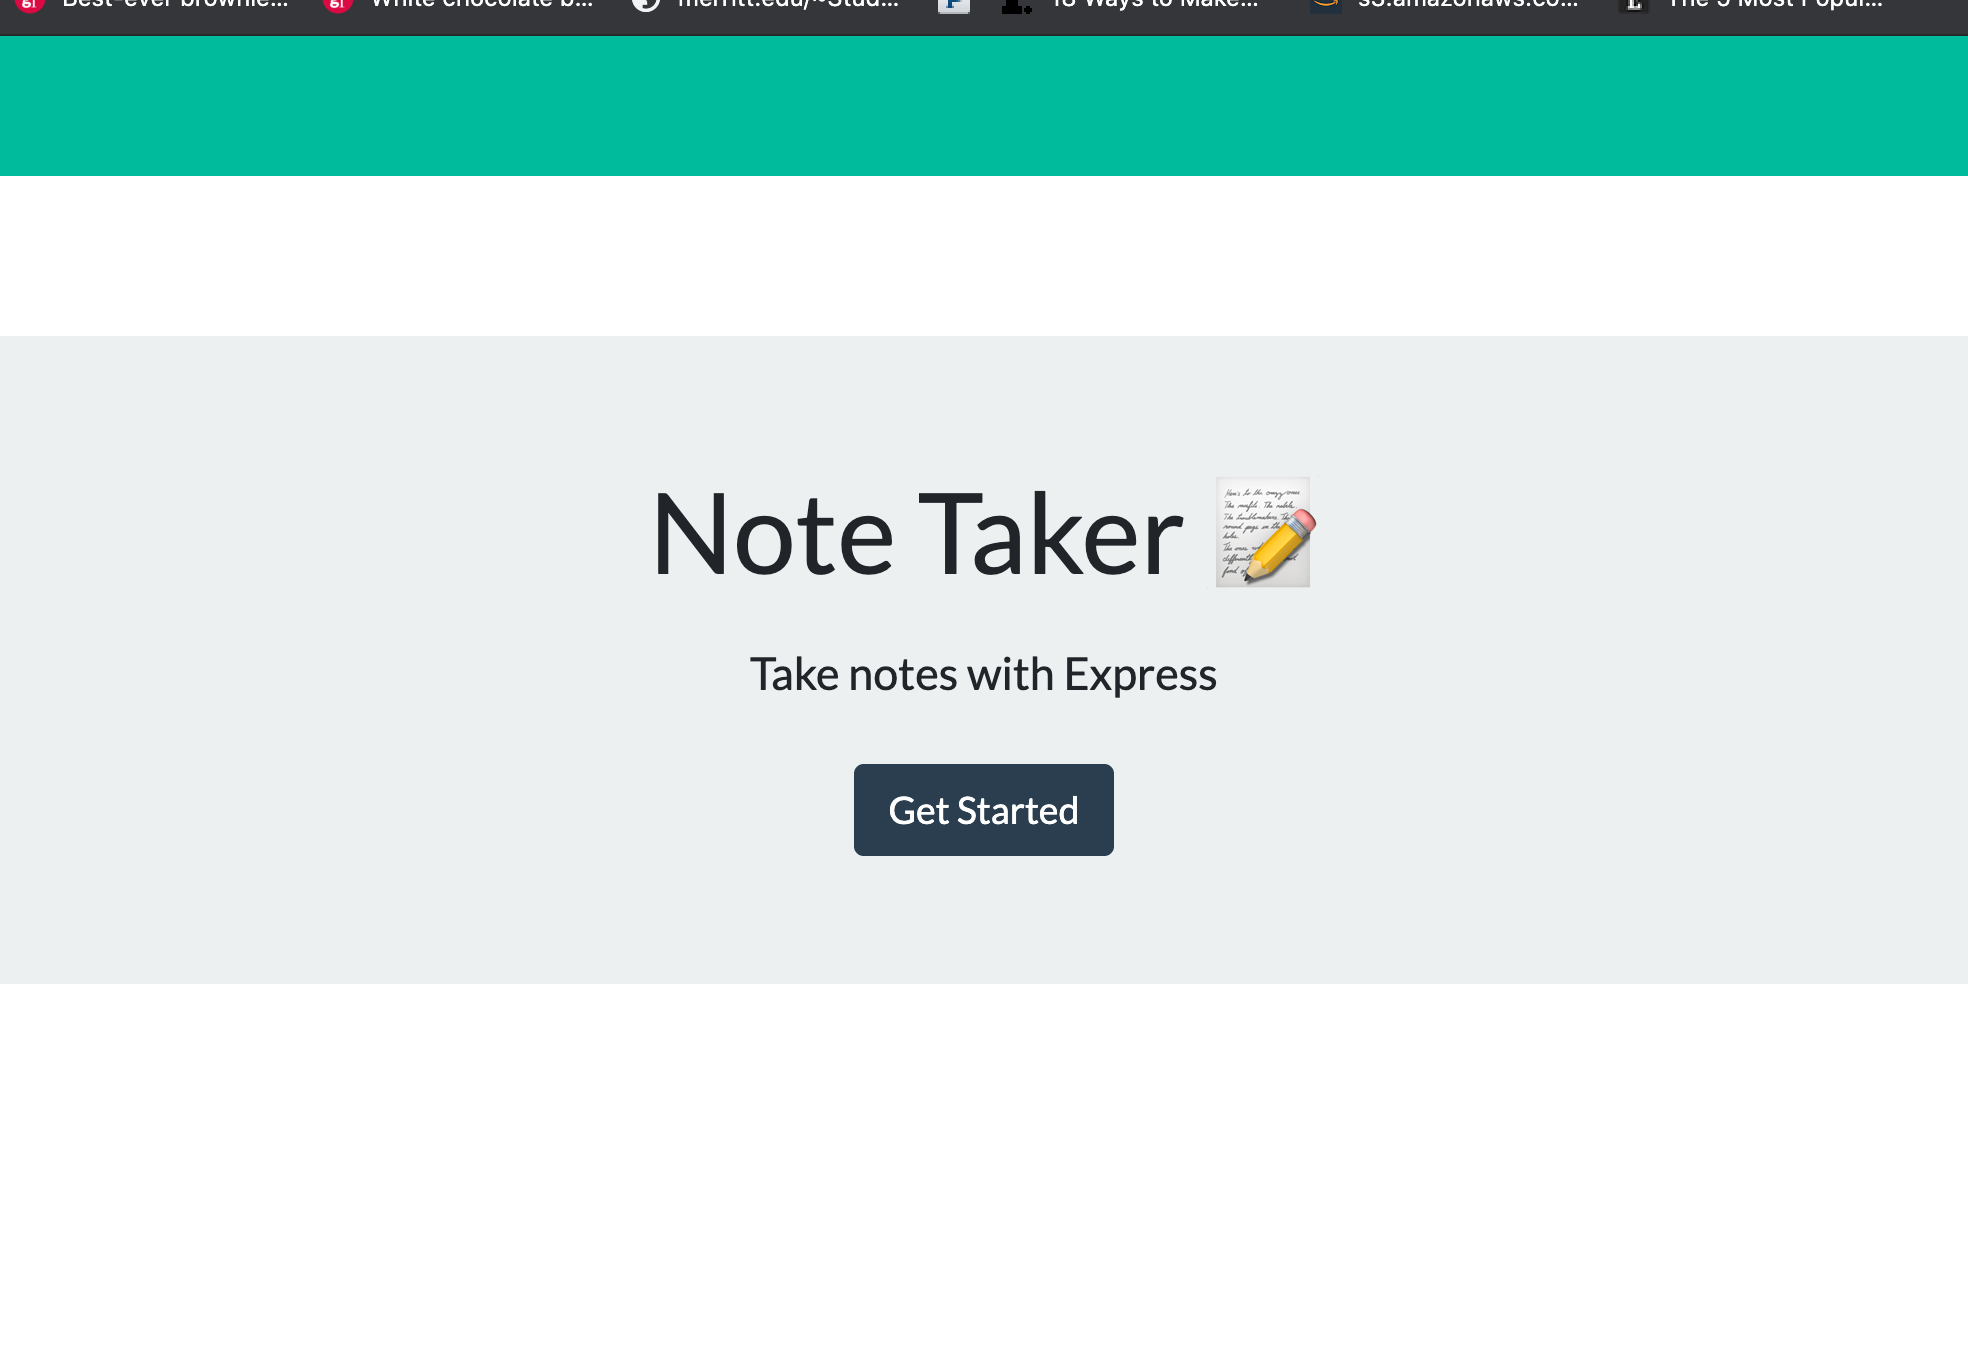 Best-ever brownie...
White chocolate b...
merritt.edu/~Stud...
18 Ways to Make...
s3.amazonaws.co...
The 5 Most Popul...
Note Taker 📝
Take notes with Express
Get Started